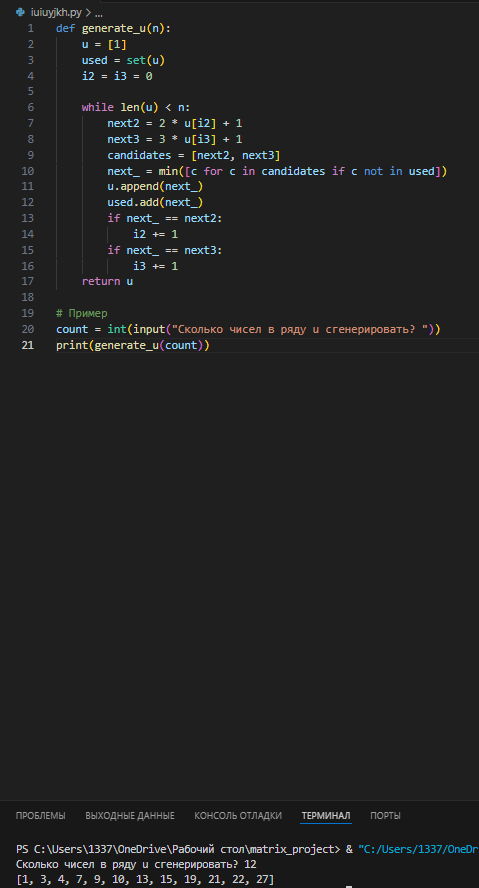 iuiuyjkh.py > ...
1 def generate_u(n):
2     u = [1]
3     used = set(u)
4     i2 = i3 = 0
5
6     while len(u) < n:
7         next2 = 2 * u[i2] + 1
8         next3 = 3 * u[i3] + 1
9         candidates = [next2, next3]
10         next_ = min([c for c in candidates if c not in used])
11         u.append(next_)
12         used.add(next_)
13         if next_ == next2:
14             i2 += 1
15         if next_ == next3:
16             i3 += 1
17     return u
18
19 # Пример
20 count = int(input("Сколько чисел в ряду u сгенерировать? "))
21 print(generate_u(count))
ПРОБЛЕМЫ ВЫХОДНЫЕ ДАННЫЕ КОНСОЛЬ ОТЛАДКИ ТЕРМИНАЛ ПОРТЫ
PS C:\Users\1337\OneDrive\Рабочий стол\matrix_project> & "C:/Users/1337/OneDr
Сколько чисел в ряду u сгенерировать? 12
[1, 3, 4, 7, 9, 10, 13, 15, 19, 21, 22, 27]